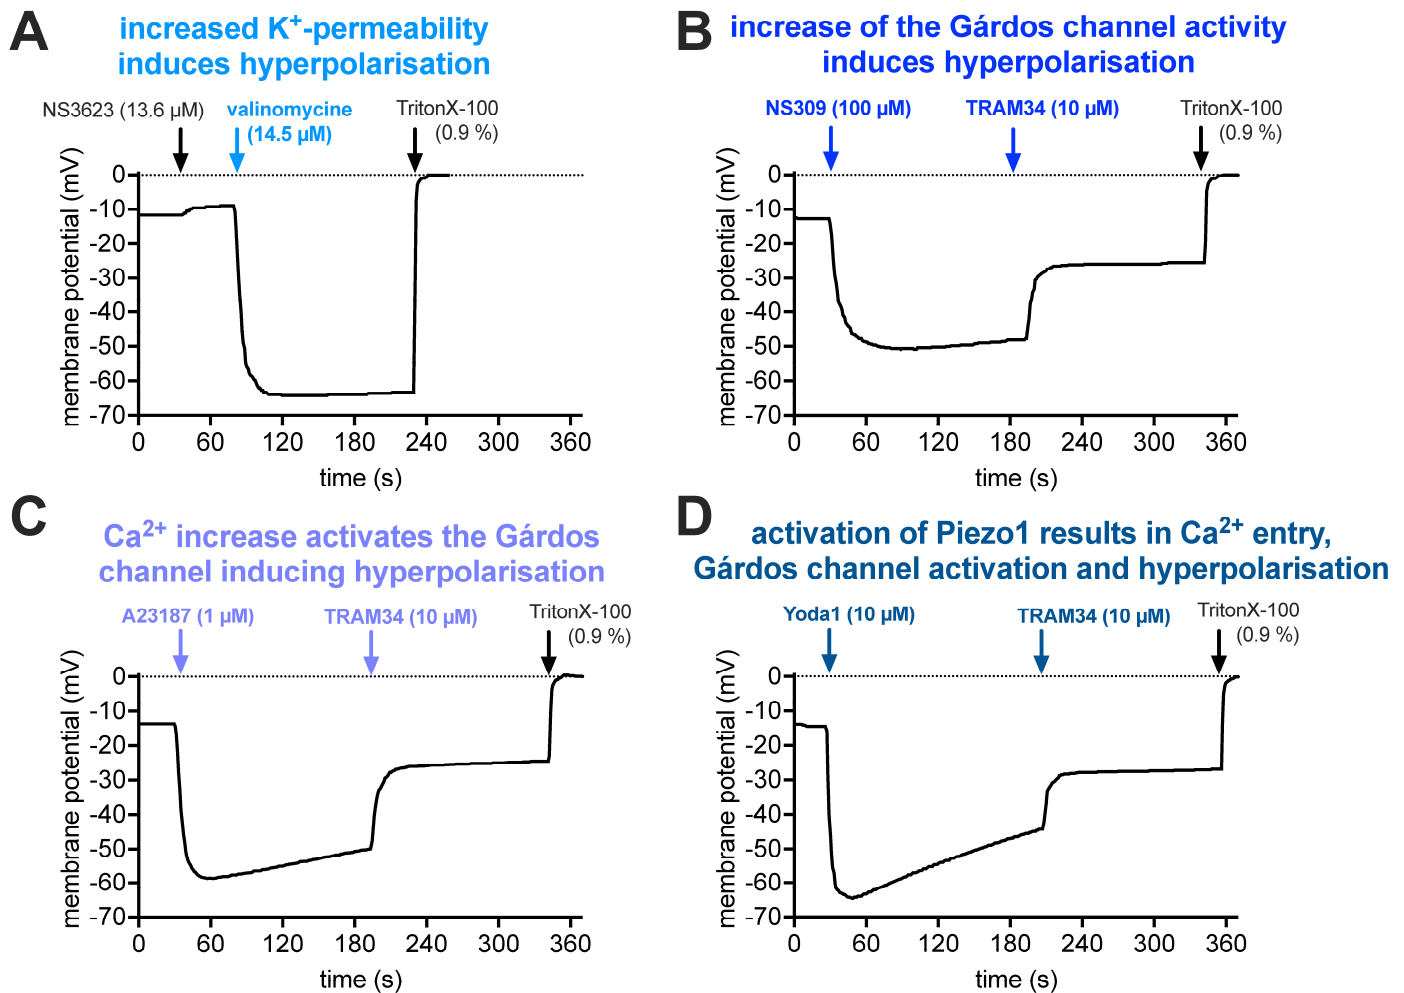 A
increased K⁺-permeability
induces hyperpolarisation
NS3623 (13.6 µM)
valinomycine
(14.5 µM)
TritonX-100
(0.9 %)
membrane potential (mV)
0
-10
-20
-30
-40
-50
-60
-70
0 60 120 180 240 300 360
time (s)
B
increase of the Gárdos channel activity
induces hyperpolarisation
NS309 (100 µM)
TRAM34 (10 µM)
TritonX-100
(0.9 %)
membrane potential (mV)
0
-10
-20
-30
-40
-50
-60
-70
0 60 120 180 240 300 360
time (s)
C
Ca²⁺ increase activates the Gárdos
channel inducing hyperpolarisation
A23187 (1 µM)
TRAM34 (10 µM)
TritonX-100
(0.9 %)
membrane potential (mV)
0
-10
-20
-30
-40
-50
-60
-70
0 60 120 180 240 300 360
time (s)
D
activation of Piezo1 results in Ca²⁺ entry,
Gárdos channel activation and hyperpolarisation
Yoda1 (10 µM)
TRAM34 (10 µM)
TritonX-100
(0.9 %)
membrane potential (mV)
0
-10
-20
-30
-40
-50
-60
-70
0 60 120 180 240 300 360
time (s)